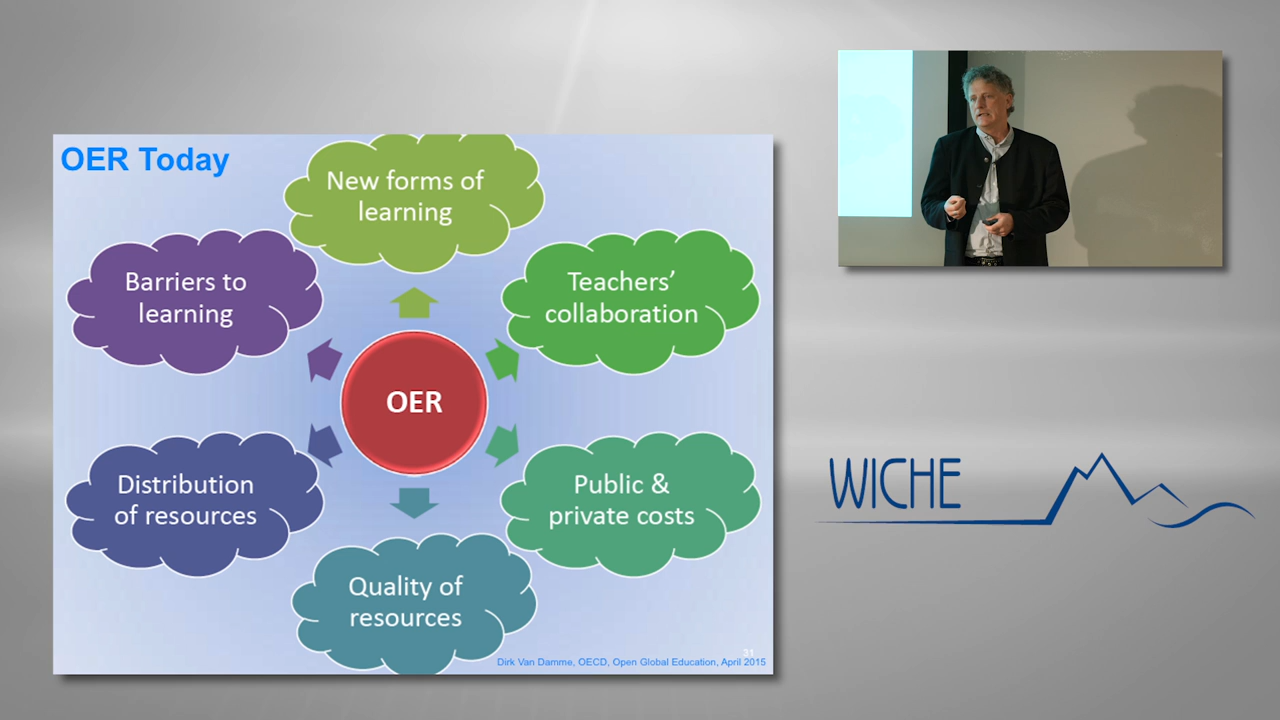 OER Today
New forms of
learning
Barriers to
learning
Teachers’
collaboration
OER
Distribution
of resources
Public &
private costs
Quality of
resources
31
Dirk Van Damme, OECD, Open Global Education, April 2015
WICHE